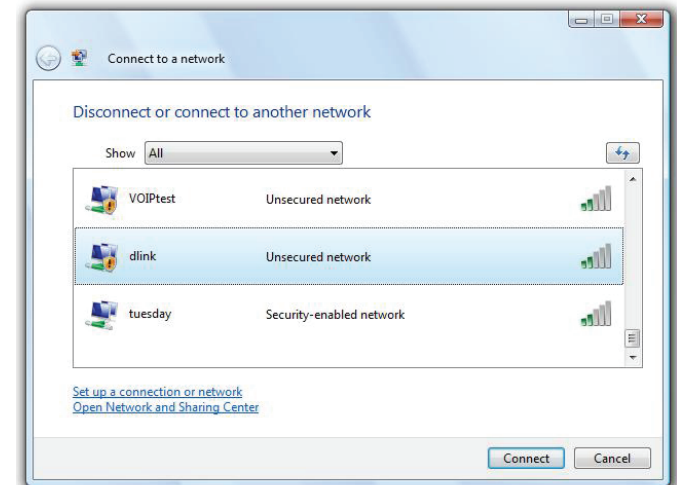 Connect to a network
Disconnect or connect to another network
Show All
VOIPtest Unsecured network
dlink Unsecured network
tuesday Security-enabled network
Set up a connection or network
Open Network and Sharing Center
Connect Cancel